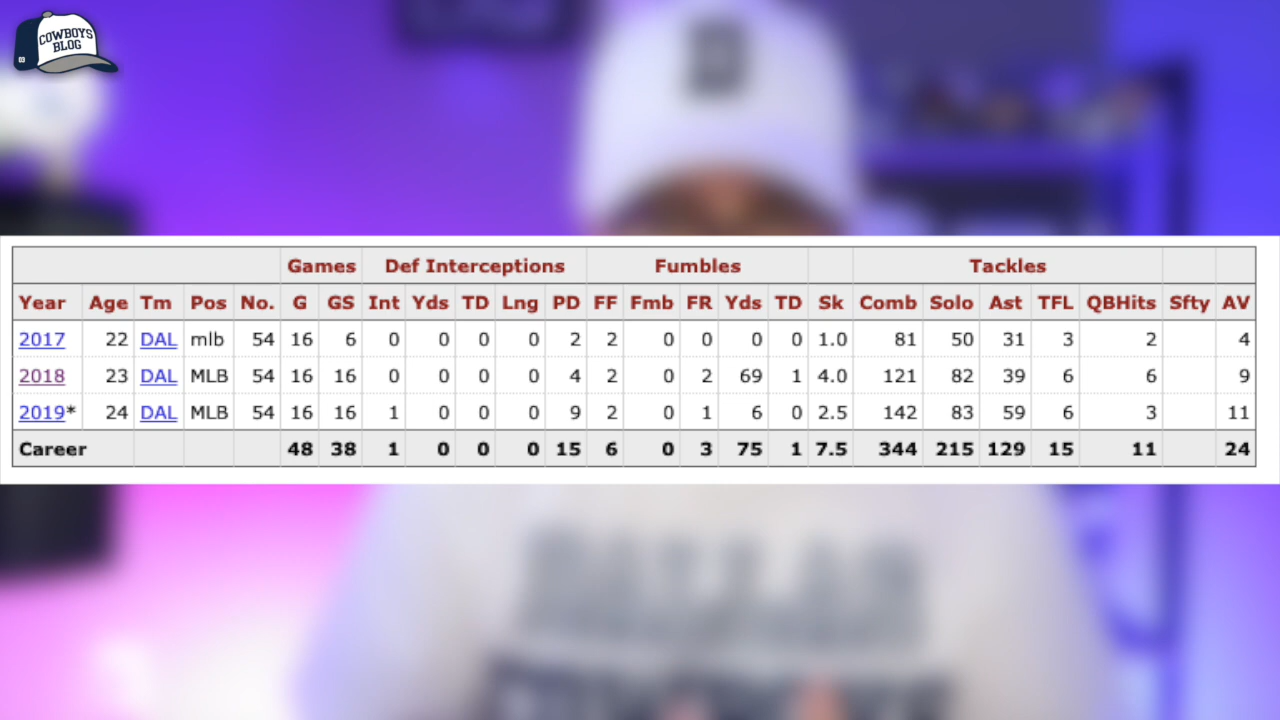 COWBOYS
BLOG
Games Def Interceptions Fumbles Tackles
Year Age Tm Pos No. G GS Int Yds TD Lng PD FF Fmb FR Yds TD Sk Comb Solo Ast TFL QBHits Sfty AV
2017 22 DAL mlb 54 16 6 0 0 0 0 2 2 0 0 0 0 1.0 81 50 31 3 2 4
2018 23 DAL MLB 54 16 16 0 0 0 0 4 2 0 2 69 1 4.0 121 82 39 6 6 9
2019* 24 DAL MLB 54 16 16 1 0 0 0 9 2 0 1 6 0 2.5 142 83 59 6 3 11
Career 48 38 1 0 0 0 15 6 0 3 75 1 7.5 344 215 129 15 11 24